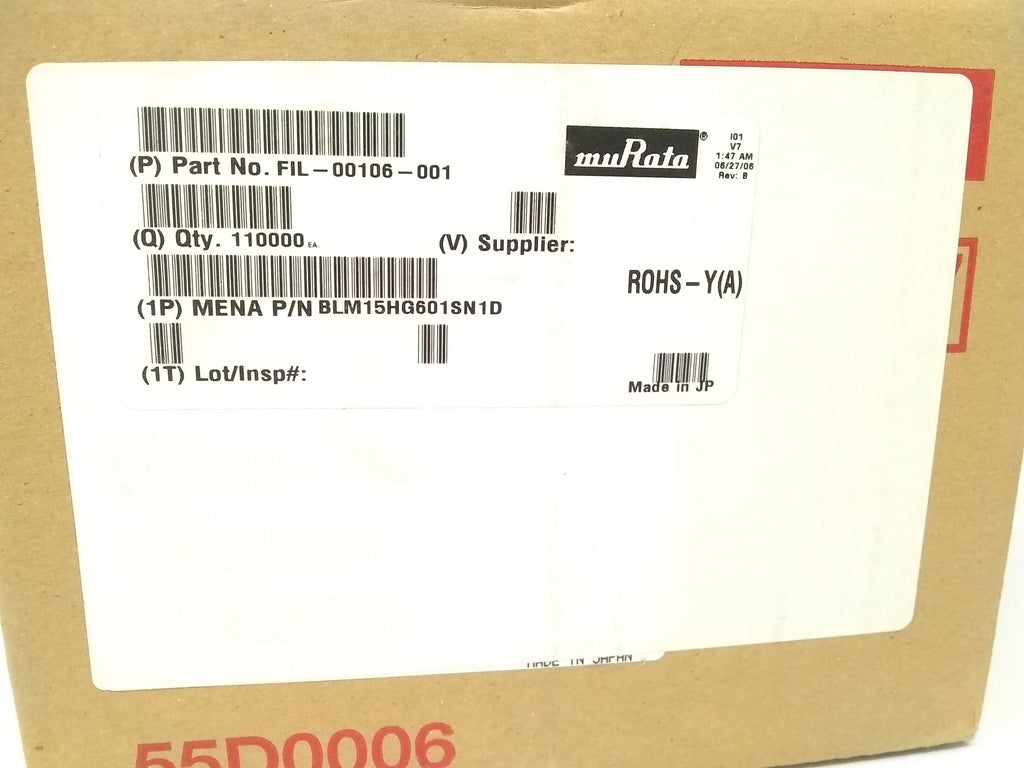 muRata®
I01
V7
1:47 AM
06/27/06
Rev: B
(P) Part No. FIL-00106-001
(Q) Qty. 110000 EA.
(V) Supplier:
ROHS-Y(A)
(1P) MENA P/N BLM15HG601SN1D
(1T) Lot/Insp#:
Made in JP
MADE IN JAPAN
55D0006